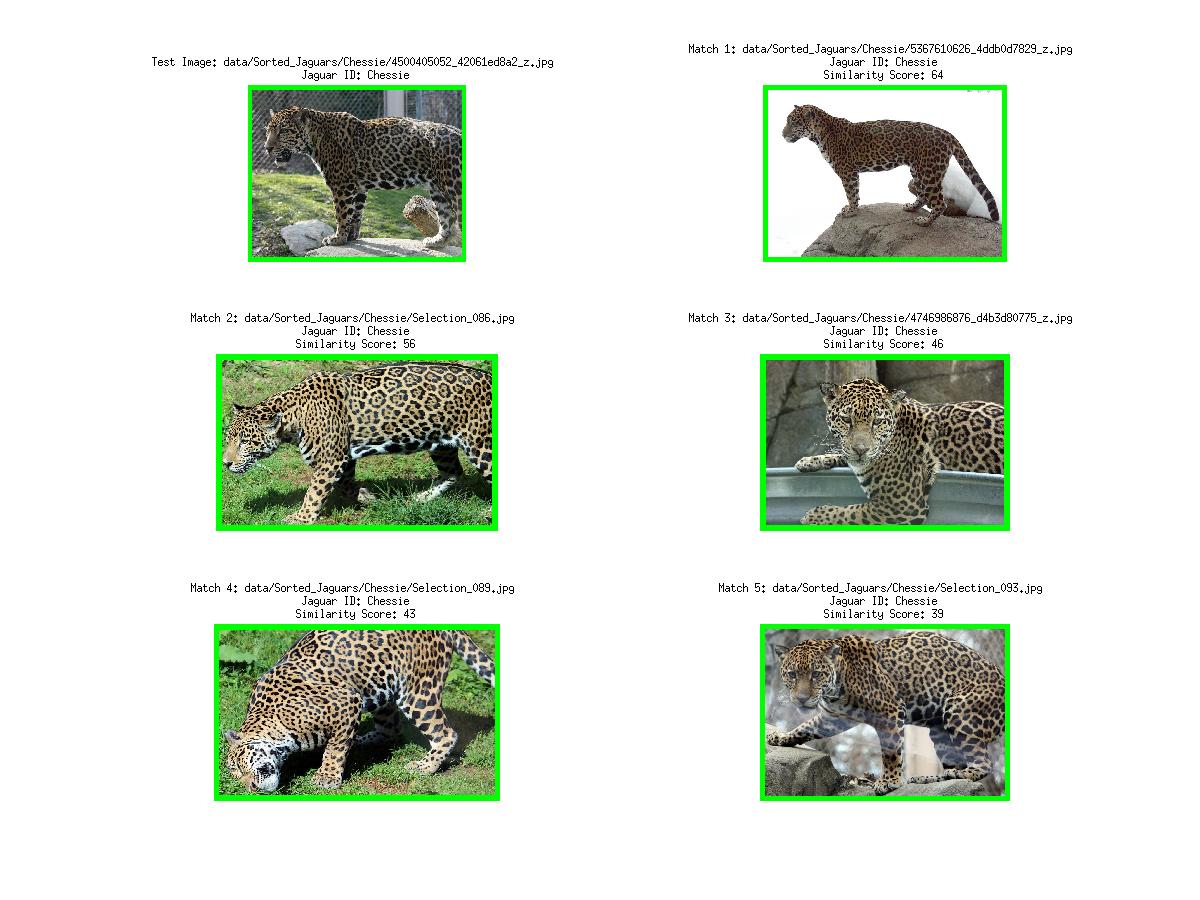 Test Image: data/Sorted_Jaguars/Chessie/4500405052_42061ed8a2_z.jpg
Jaguar ID: Chessie
Match 1: data/Sorted_Jaguars/Chessie/5367610626_4ddb0d7829_z.jpg
Jaguar ID: Chessie
Similarity Score: 64
Match 2: data/Sorted_Jaguars/Chessie/Selection_086.jpg
Jaguar ID: Chessie
Similarity Score: 56
Match 3: data/Sorted_Jaguars/Chessie/4746986876_d4b3d80775_z.jpg
Jaguar ID: Chessie
Similarity Score: 46
Match 4: data/Sorted_Jaguars/Chessie/Selection_089.jpg
Jaguar ID: Chessie
Similarity Score: 43
Match 5: data/Sorted_Jaguars/Chessie/Selection_093.jpg
Jaguar ID: Chessie
Similarity Score: 39